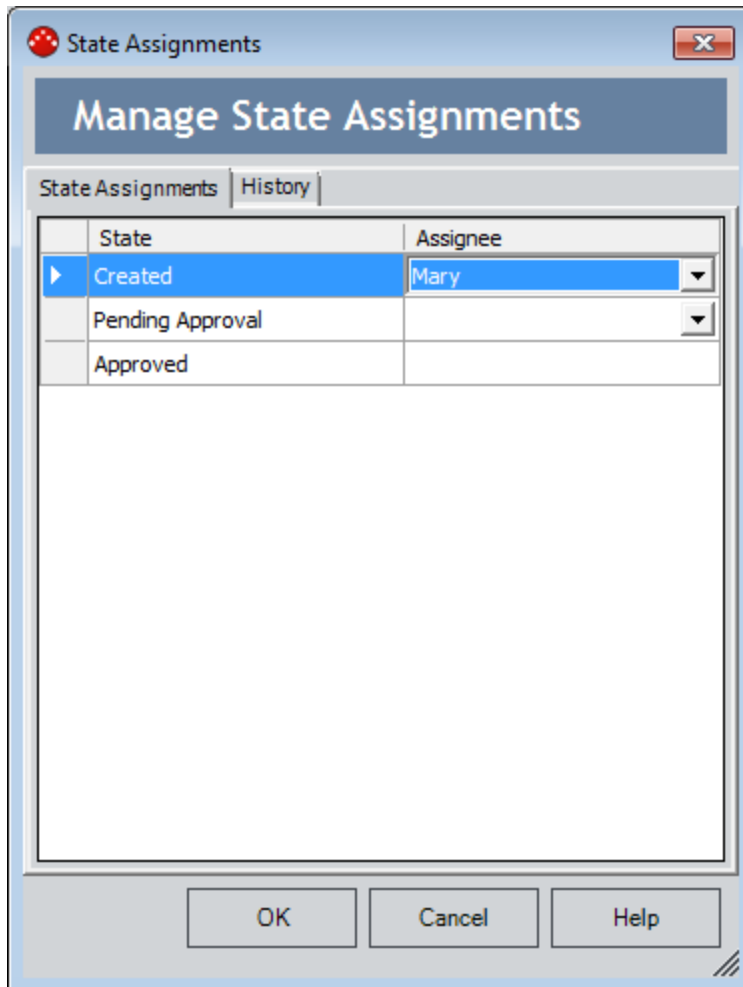 State Assignments
Manage State Assignments
State Assignments History
State Assignee
Created Mary
Pending Approval
Approved
OK Cancel Help